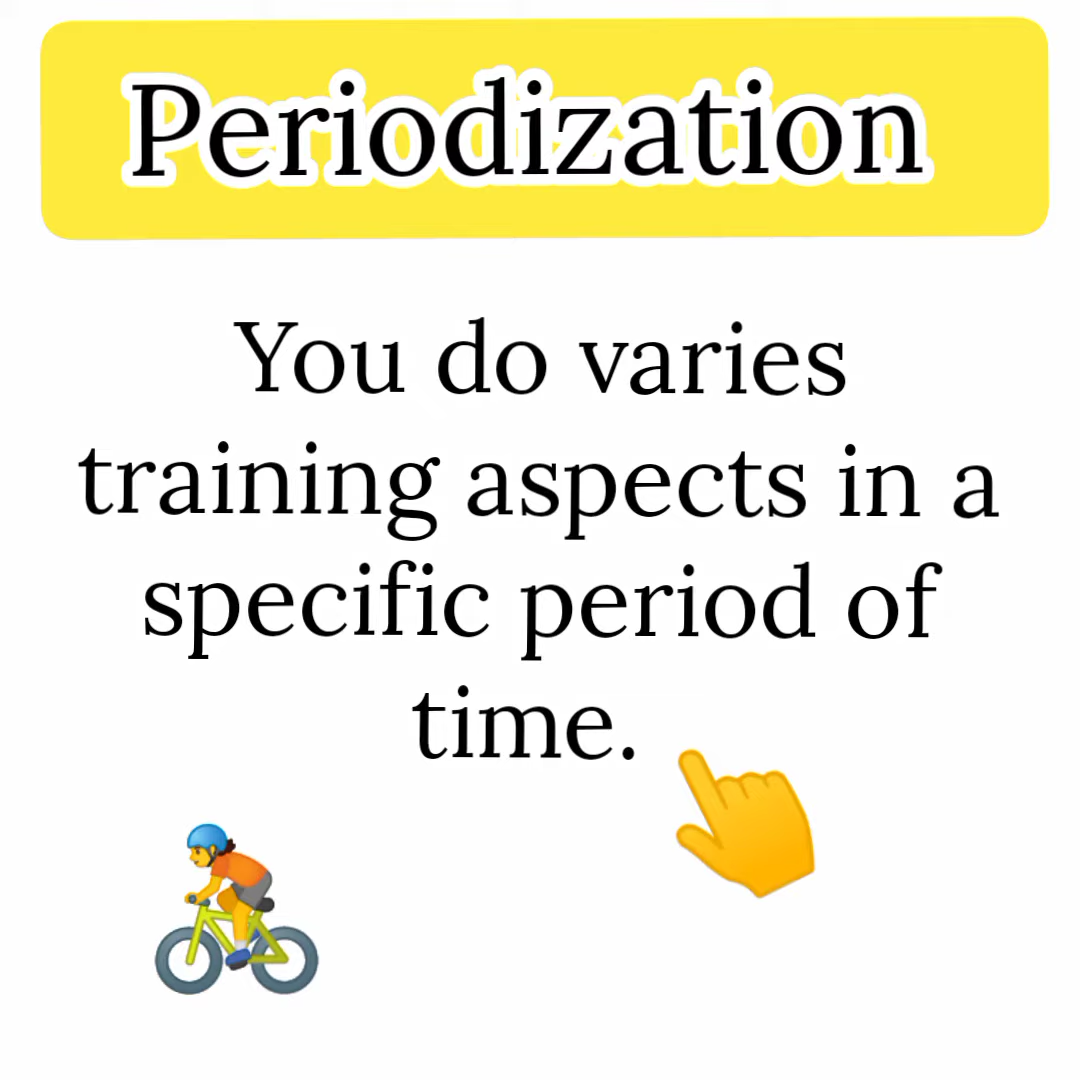 Periodization
You do varies
training aspects in a
specific period of
time.